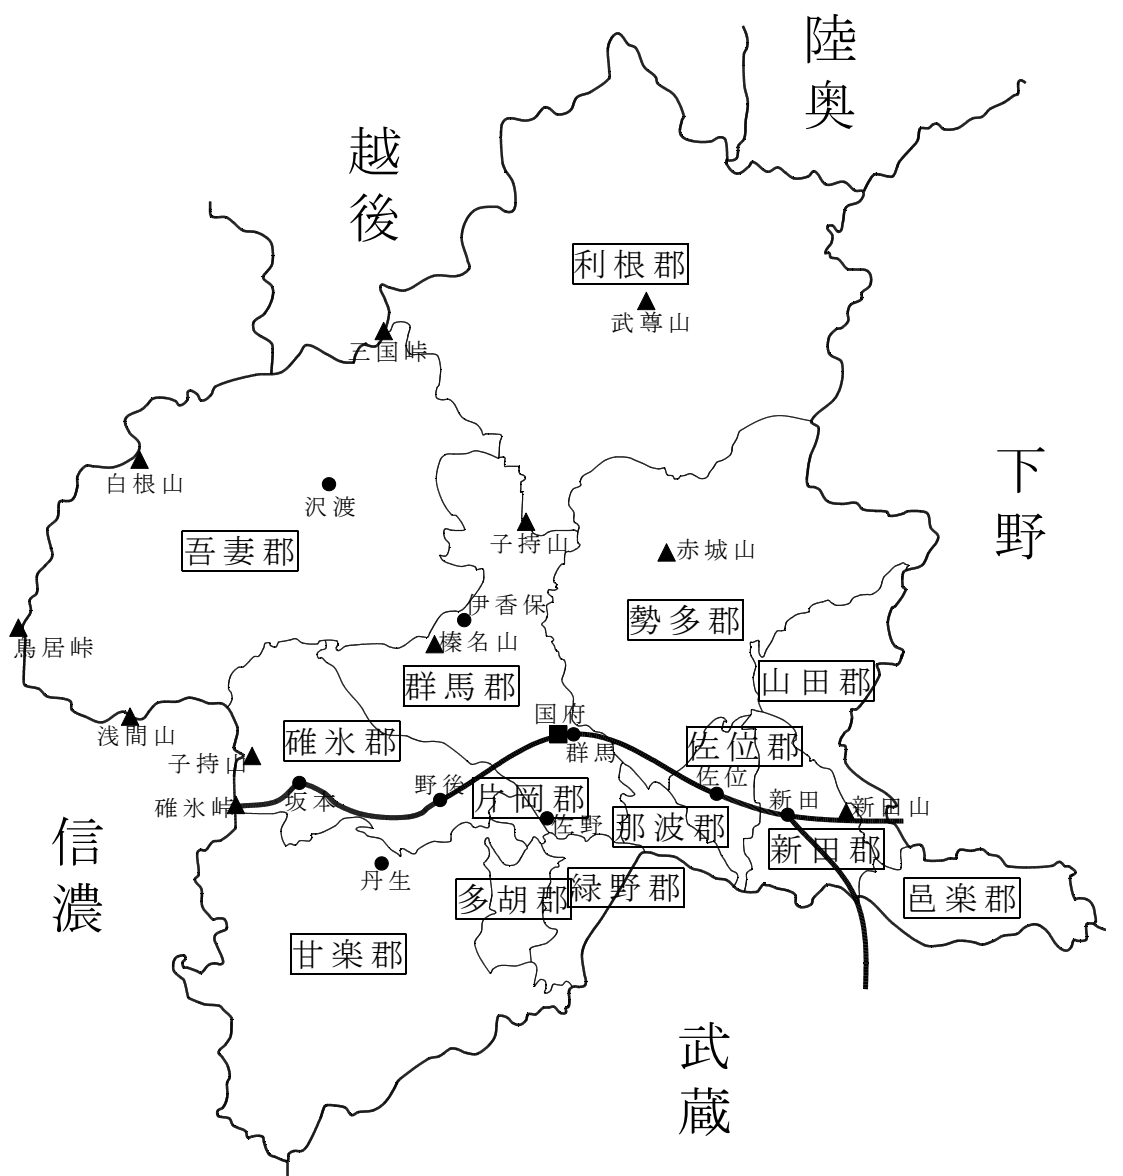 陸奥
越後
利根郡
武尊山
三国峠
下野
白根山
沢渡
子持山
赤城山
吾妻郡
伊香保
勢多郡
鳥居峠
榛名山
群馬郡
山田郡
国府
浅間山
碓氷郡
群馬
佐位郡
子持山
野後
佐位
碓氷峠
坂本
片岡郡
新田
新田山
佐野
那波郡
信濃
新田郡
丹生
多胡郡
緑野郡
邑楽郡
甘楽郡
武蔵